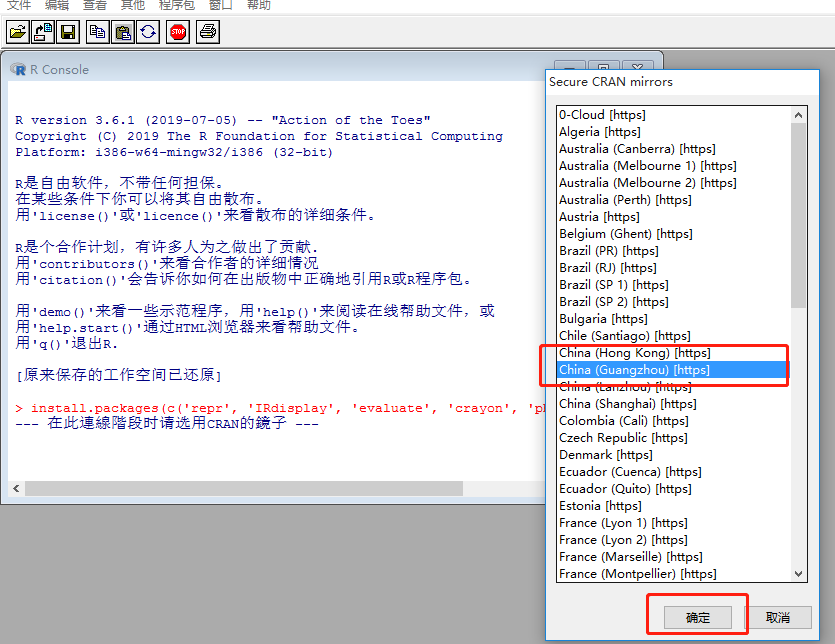 文件 编辑 查看 其他 程序包 窗口 帮助
STOP
R R Console
R version 3.6.1 (2019-07-05) -- "Action of the Toes"
Copyright (C) 2019 The R Foundation for Statistical Computing
Platform: i386-w64-mingw32/i386 (32-bit)
R是自由软件，不带任何担保。
在某些条件下你可以将其自由散布。
用'license()'或'licence()'来看散布的详细条件。
R是个合作计划，有许多人为之做出了贡献.
用'contributors()'来看合作者的详细情况
用'citation()'会告诉你如何在出版物中正确地引用R或R程序包。
用'demo()'来看一些示范程序，用'help()'来阅读在线帮助文件，或
用'help.start()'通过HTML浏览器来看帮助文件。
用'q()'退出R.
[原来保存的工作空间已还原]
> install.packages(c('repr', 'IRdisplay', 'evaluate', 'crayon',
--- 在此連線階段时请选用CRAN的鏡子 ---
Secure CRAN mirrors
0-Cloud [https]
Algeria [https]
Australia (Canberra) [https]
Australia (Melbourne 1) [https]
Australia (Melbourne 2) [https]
Australia (Perth) [https]
Austria [https]
Belgium (Ghent) [https]
Brazil (PR) [https]
Brazil (RJ) [https]
Brazil (SP 1) [https]
Brazil (SP 2) [https]
Bulgaria [https]
Chile (Santiago) [https]
China (Hong Kong) [https]
China (Guangzhou) [https]
China (Lanzhou) [https]
China (Shanghai) [https]
Colombia (Cali) [https]
Czech Republic [https]
Denmark [https]
Ecuador (Cuenca) [https]
Ecuador (Quito) [https]
Estonia [https]
France (Lyon 1) [https]
France (Lyon 2) [https]
France (Marseille) [https]
France (Montpellier) [https]
确定 取消